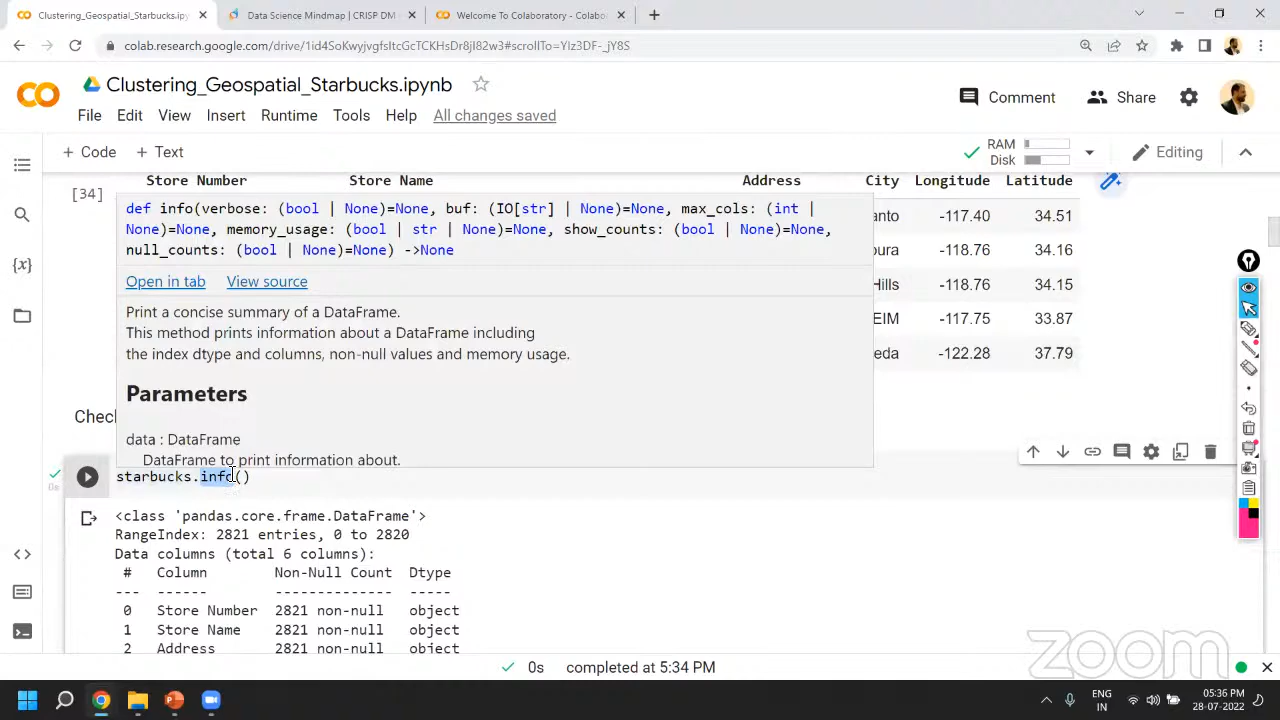 Clustering_Geospatial_Starbucks.ipynb
Data Science Mindmap | CRISP DM
Welcome To Colaboratory - Colabo
colab.research.google.com/drive/1id4SoKwyjvgfsItcGcTCKHsDr8jI82w3#scrollTo=YIz3DF-_jY8S
Clustering_Geospatial_Starbucks.ipynb
Comment
Share
File Edit View Insert Runtime Tools Help All changes saved
+ Code + Text
RAM
Disk
Editing
[34]
Store Number Store Name Address City Longitude Latitude
anto -117.40 34.51
oura -118.76 34.16
Hills -118.76 34.15
EIM -117.75 33.87
eda -122.28 37.79
def info(verbose: (bool | None)=None, buf: (IO[str] | None)=None, max_cols: (int |
None)=None, memory_usage: (bool | str | None)=None, show_counts: (bool | None)=None,
null_counts: (bool | None)=None) ->None
Open in tab View source
Print a concise summary of a DataFrame.
This method prints information about a DataFrame including
the index dtype and columns, non-null values and memory usage.
Parameters
data : DataFrame
DataFrame to print information about.
Chec
starbucks.info()
0s
<class 'pandas.core.frame.DataFrame'>
RangeIndex: 2821 entries, 0 to 2820
Data columns (total 6 columns):
# Column Non-Null Count Dtype
--- ------ -------------- -----
0 Store Number 2821 non-null object
1 Store Name 2821 non-null object
2 Address 2821 non-null object
zoom
0s completed at 5:34 PM
ENG
IN
05:36 PM
28-07-2022